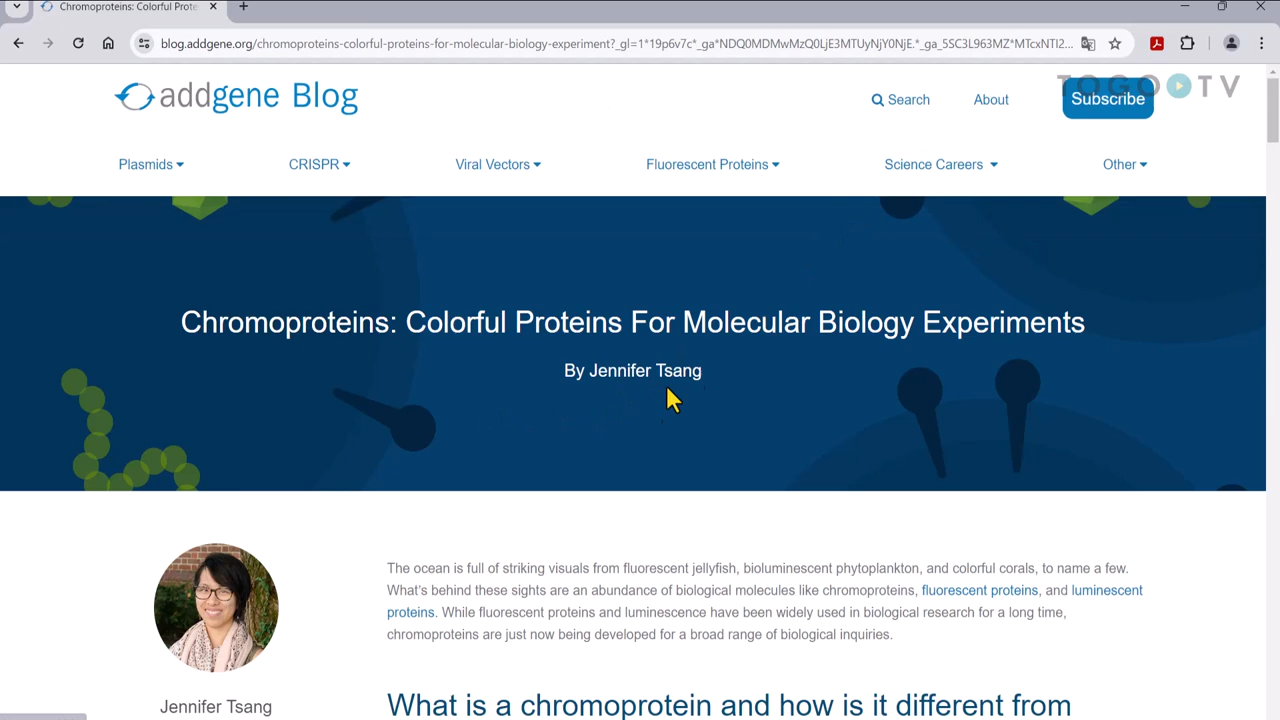 Chromoproteins: Colorful Prote
blog.addgene.org/chromoproteins-colorful-proteins-for-molecular-biology-experiment?_gl=1*19p6v7c*_ga*NDQ0MDMwMzQ0LjE3MTUyNjY0NjE.*_ga_5SC3L963MZ*MTcxNTI2...
addgene Blog
Search
About
Subscribe
TOGO TV
Plasmids
CRISPR
Viral Vectors
Fluorescent Proteins
Science Careers
Other
Chromoproteins: Colorful Proteins For Molecular Biology Experiments
By Jennifer Tsang
The ocean is full of striking visuals from fluorescent jellyfish, bioluminescent phytoplankton, and colorful corals, to name a few.
What's behind these sights are an abundance of biological molecules like chromoproteins, fluorescent proteins, and luminescent
proteins. While fluorescent proteins and luminescence have been widely used in biological research for a long time,
chromoproteins are just now being developed for a broad range of biological inquiries.
Jennifer Tsang
What is a chromoprotein and how is it different from